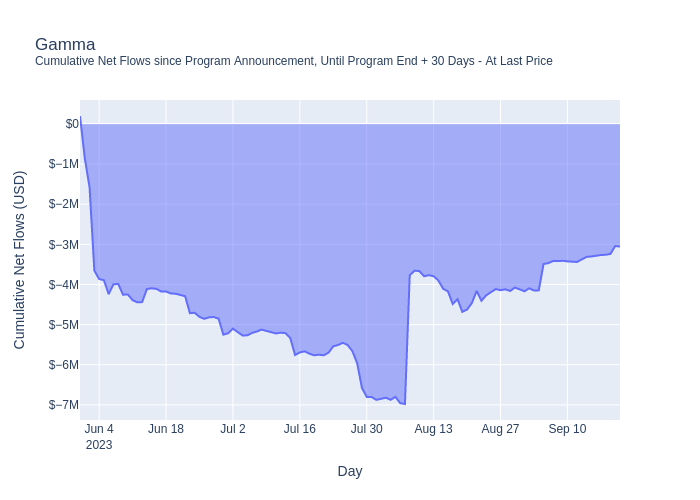 Gamma
Cumulative Net Flows since Program Announcement, Until Program End + 30 Days - At Last Price
$0
$−1M
$−2M
$−3M
$−4M
$−5M
$−6M
$−7M
Cumulative Net Flows (USD)
Jun 4 Jun 18 Jul 2 Jul 16 Jul 30 Aug 13 Aug 27 Sep 10
2023
Day